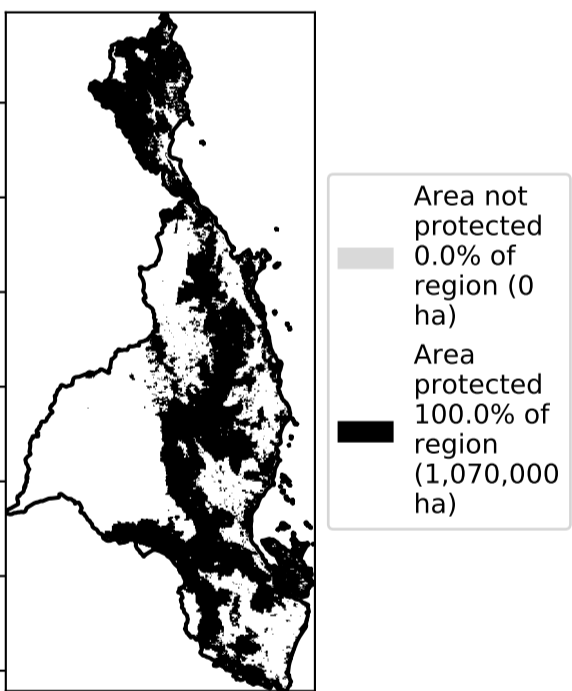 Area not
protected
0.0% of
region (0
ha)
Area
protected
100.0% of
region
(1,070,000
ha)